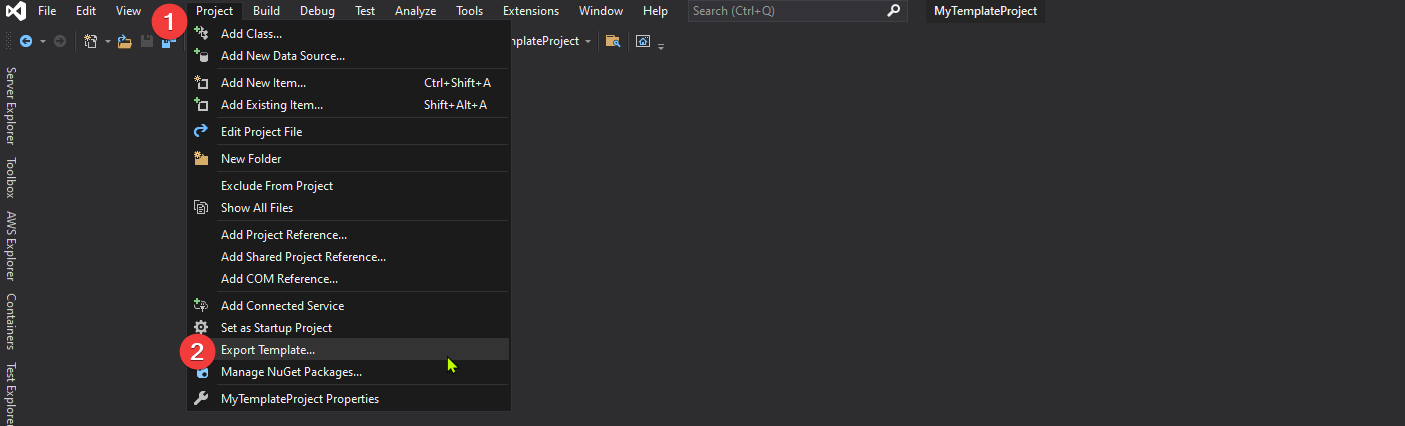 File Edit View Project Build Debug Test Analyze Tools Extensions Window Help Search (Ctrl+Q) MyTemplateProject
1
Add Class...
Add New Data Source...
Add New Item... Ctrl+Shift+A
Add Existing Item... Shift+Alt+A
Edit Project File
New Folder
Exclude From Project
Show All Files
Add Project Reference...
Add Shared Project Reference...
Add COM Reference...
Add Connected Service
Set as Startup Project
2
Export Template...
Manage NuGet Packages...
MyTemplateProject Properties
mplateProject
Server Explorer
Toolbox
AWS Explorer
Containers
Test Explore